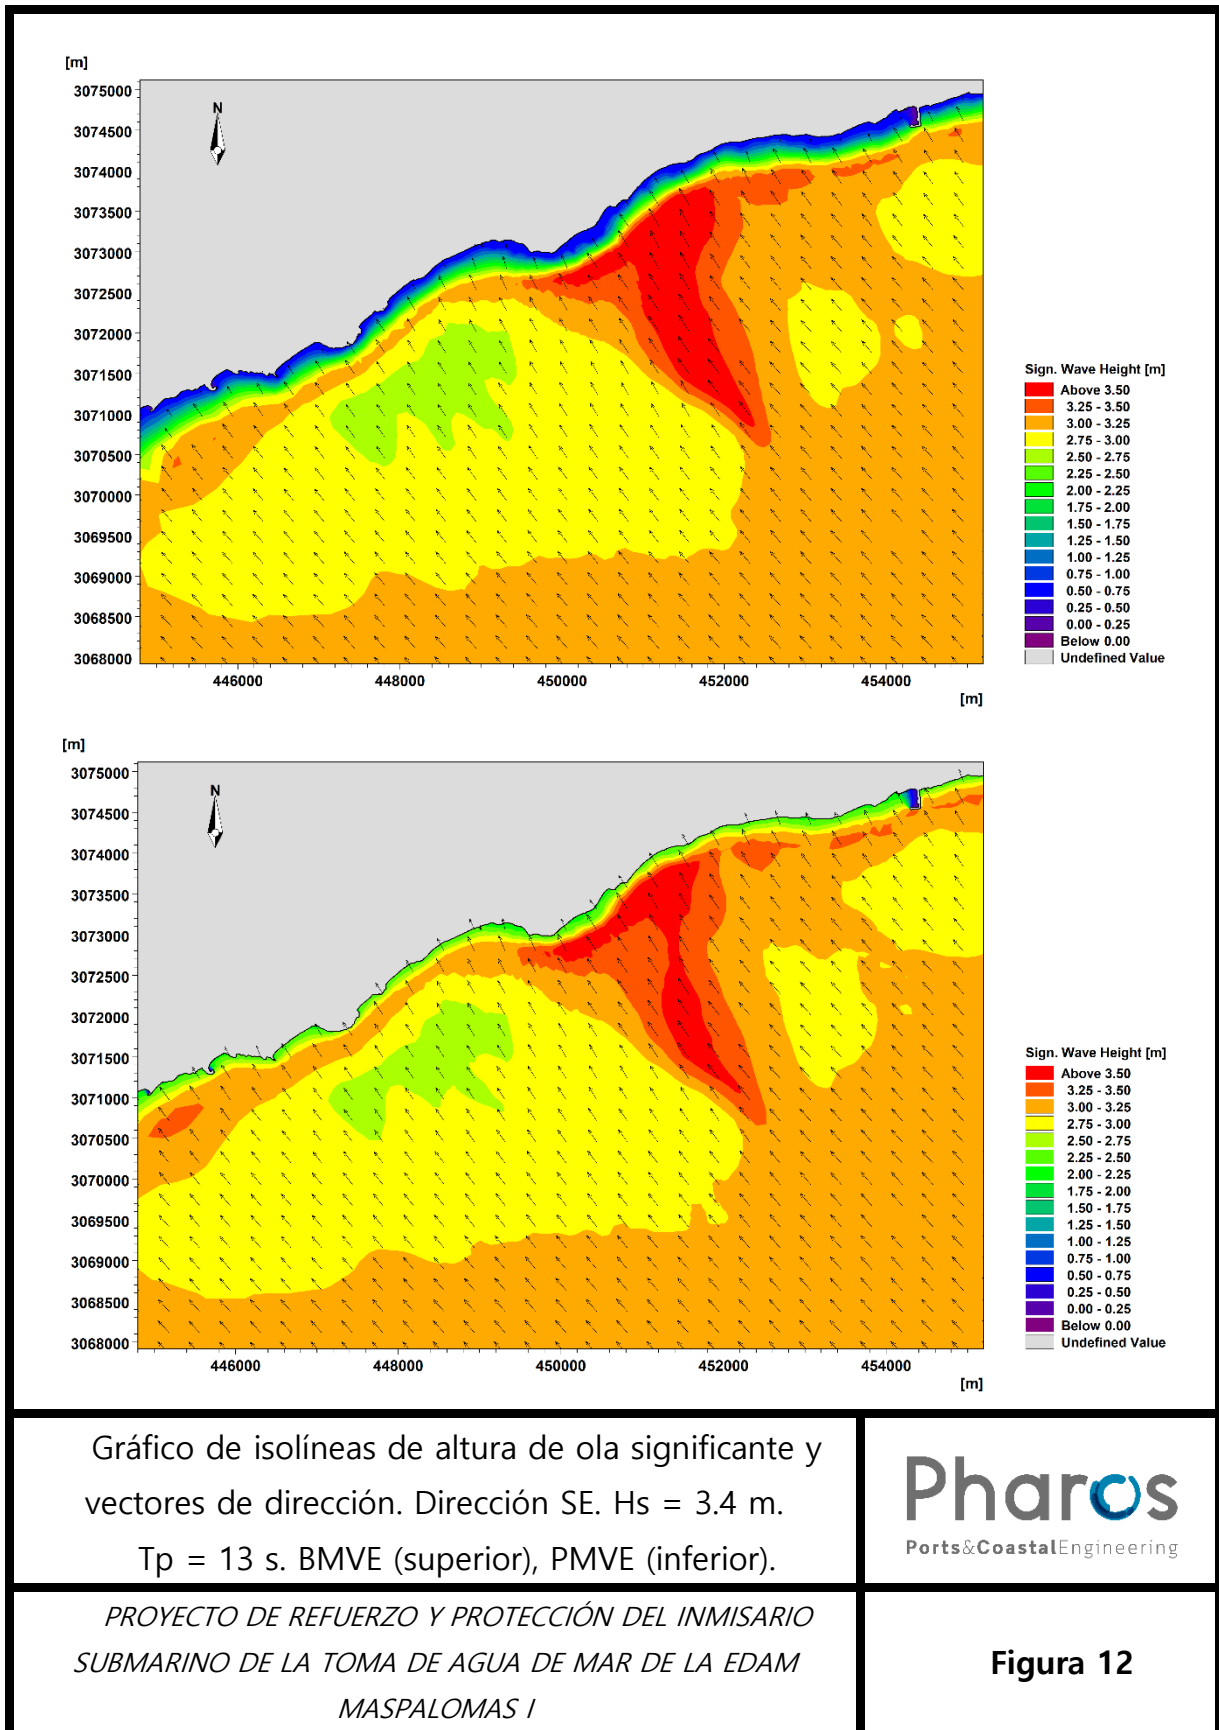 [m]
3075000
3074500
3074000
3073500
3073000
3072500
3072000
3071500
3071000
3070500
3070000
3069500
3069000
3068500
3068000
N
446000 448000 450000 452000 454000
[m]
Sign. Wave Height [m]
Above 3.50
3.25 - 3.50
3.00 - 3.25
2.75 - 3.00
2.50 - 2.75
2.25 - 2.50
2.00 - 2.25
1.75 - 2.00
1.50 - 1.75
1.25 - 1.50
1.00 - 1.25
0.75 - 1.00
0.50 - 0.75
0.25 - 0.50
0.00 - 0.25
Below 0.00
Undefined Value
[m]
3075000
3074500
3074000
3073500
3073000
3072500
3072000
3071500
3071000
3070500
3070000
3069500
3069000
3068500
3068000
N
446000 448000 450000 452000 454000
[m]
Sign. Wave Height [m]
Above 3.50
3.25 - 3.50
3.00 - 3.25
2.75 - 3.00
2.50 - 2.75
2.25 - 2.50
2.00 - 2.25
1.75 - 2.00
1.50 - 1.75
1.25 - 1.50
1.00 - 1.25
0.75 - 1.00
0.50 - 0.75
0.25 - 0.50
0.00 - 0.25
Below 0.00
Undefined Value
Gráfico de isolíneas de altura de ola significante y
vectores de dirección. Dirección SE. Hs = 3.4 m.
Tp = 13 s. BMVE (superior), PMVE (inferior).
Pharos
Ports&CoastalEngineering
PROYECTO DE REFUERZO Y PROTECCIÓN DEL INMISARIO
SUBMARINO DE LA TOMA DE AGUA DE MAR DE LA EDAM
MASPALOMAS I
Figura 12